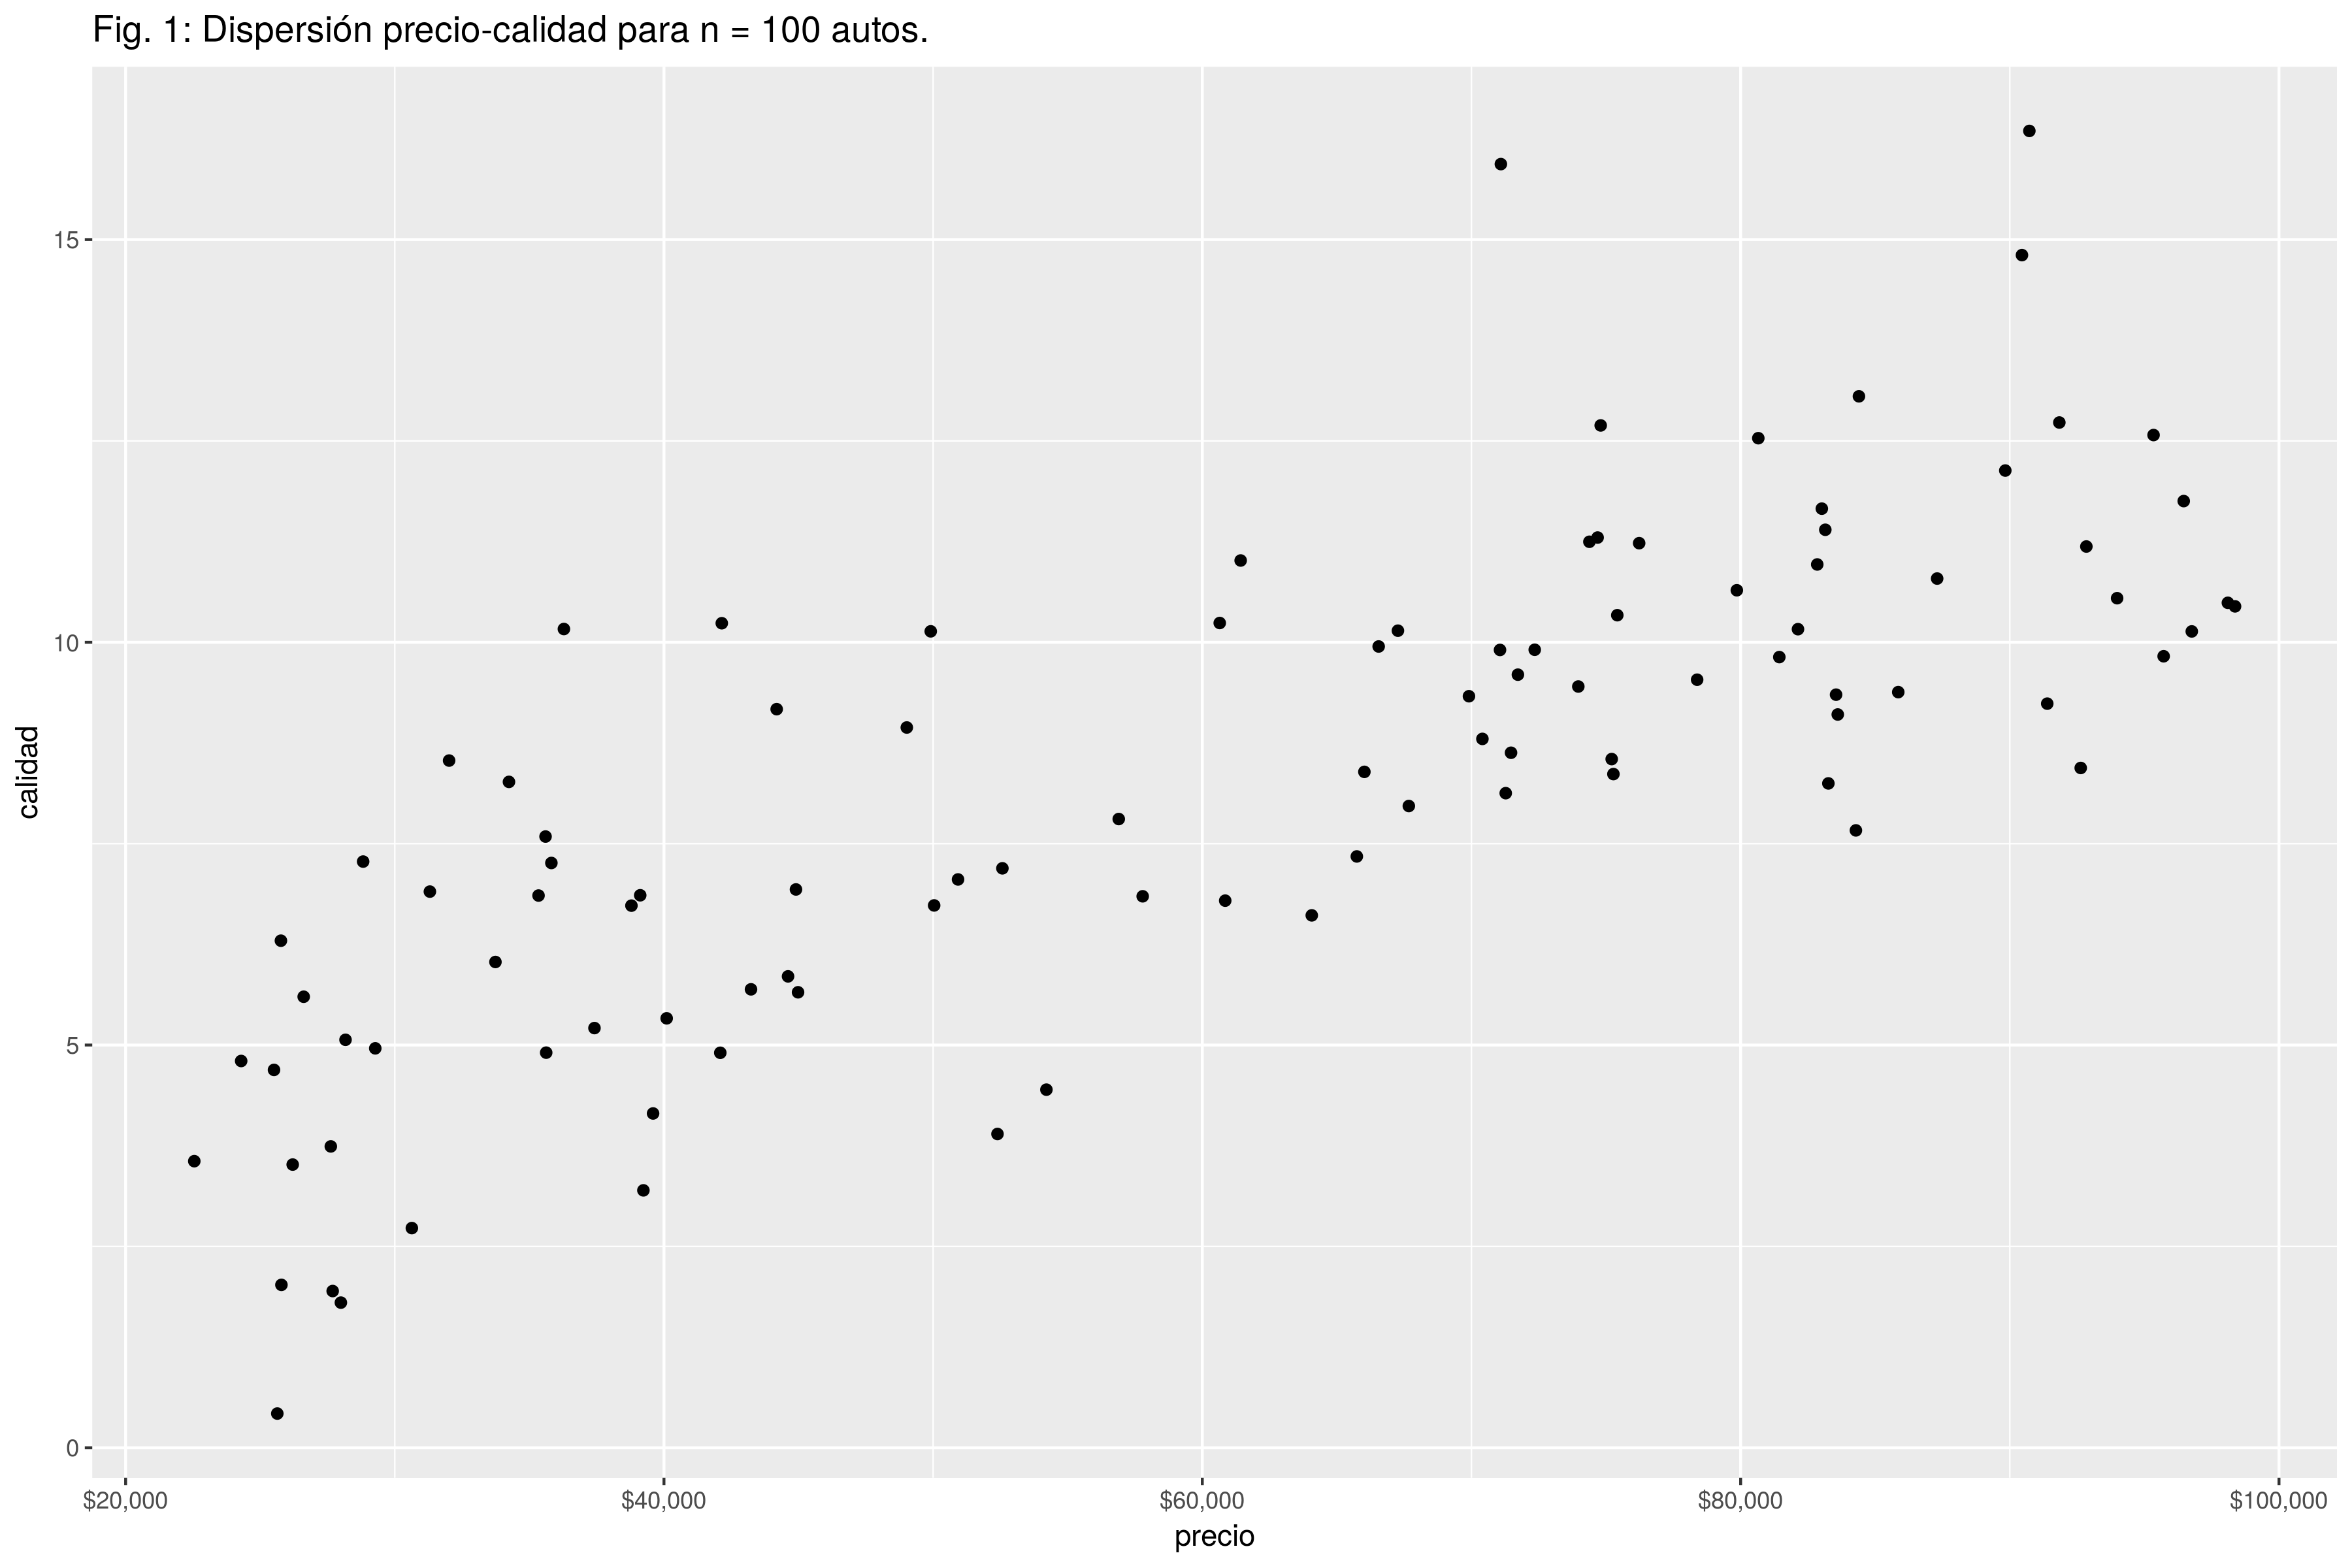 Fig. 1: Dispersión precio-calidad para n = 100 autos.
15
10
calidad
5
0
$20,000 $40,000 $60,000 $80,000 $100,000
precio